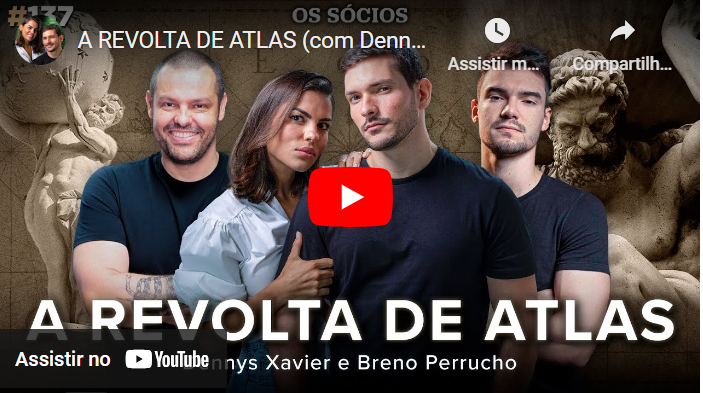 #137
OS SÓCIOS
A REVOLTA DE ATLAS (com Denn...
Assistir m...
Compartilh...
A REVOLTA DE ATLAS
Assistir no YouTube
nnys Xavier e Breno Perrucho